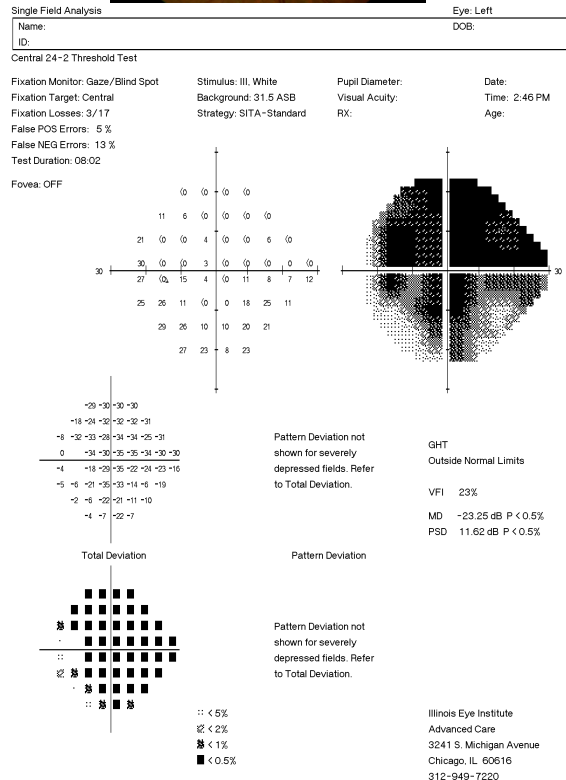 Single Field Analysis Eye: Left
Name: DOB:
ID:
Central 24-2 Threshold Test
Fixation Monitor: Gaze/Blind Spot Stimulus: III, White Pupil Diameter: Date:
Fixation Target: Central Background: 31.5 ASB Visual Acuity: Time: 2:46 PM
Fixation Losses: 3/17 Strategy: SITA-Standard RX: Age:
False POS Errors: 5 %
False NEG Errors: 13 %
Test Duration: 08:02
Fovea: OFF
(0 (0 (0 (0
11 6 (0 (0 (0 (0
21 (0 (0 4 (0 (0 6 (0
30 (0 (0 3 (0 (0 (0 0 (0
30 30
27 (0 15 4 (0 11 8 7 12
25 26 11 (0 0 18 25 11
29 26 10 10 20 21
27 23 8 23
-29 -30 -30 -30
-18 -24 -32 -32 -32 -31
-8 -32 -33 -28 -34 -34 -25 -31
0 -34 -30 -35 -35 -34 -34 -30 -30
-4 -18 -29 -35 -22 -24 -23 -16
-5 -6 -21 -35 -33 -14 -6 -19
-2 -6 -22 -21 -11 -10
-4 -7 -22 -7
Pattern Deviation not
shown for severely
depressed fields. Refer
to Total Deviation.
GHT
Outside Normal Limits
VFI 23%
MD -23.25 dB P < 0.5%
PSD 11.62 dB P < 0.5%
Total Deviation Pattern Deviation
Pattern Deviation not
shown for severely
depressed fields. Refer
to Total Deviation.
< 5%
< 2%
< 1%
< 0.5%
Illinois Eye Institute
Advanced Care
3241 S. Michigan Avenue
Chicago, IL 60616
312-949-7220